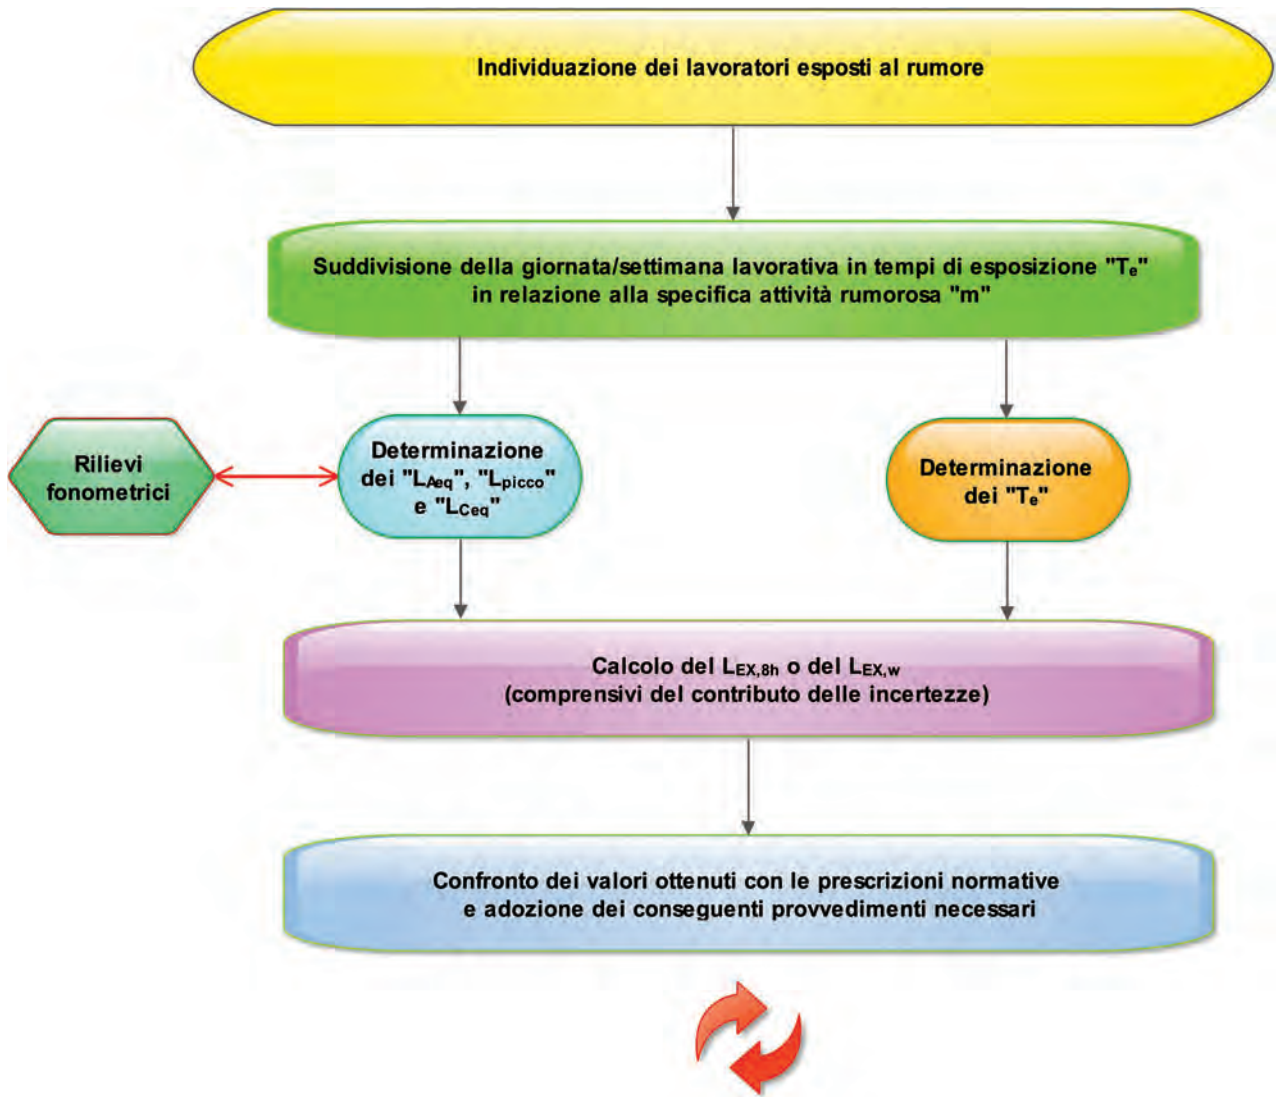 Individuazione dei lavoratori esposti al rumore
Suddivisione della giornata/settimana lavorativa in tempi di esposizione "Te"
in relazione alla specifica attività rumorosa "m"
Rilievi
fonometrici
Determinazione
dei "LAeq", "Lpicco"
e "LCeq"
Determinazione
dei "Te"
Calcolo del LEX,8h o del LEX,w
(comprensivi del contributo delle incertezze)
Confronto dei valori ottenuti con le prescrizioni normative
e adozione dei conseguenti provvedimenti necessari